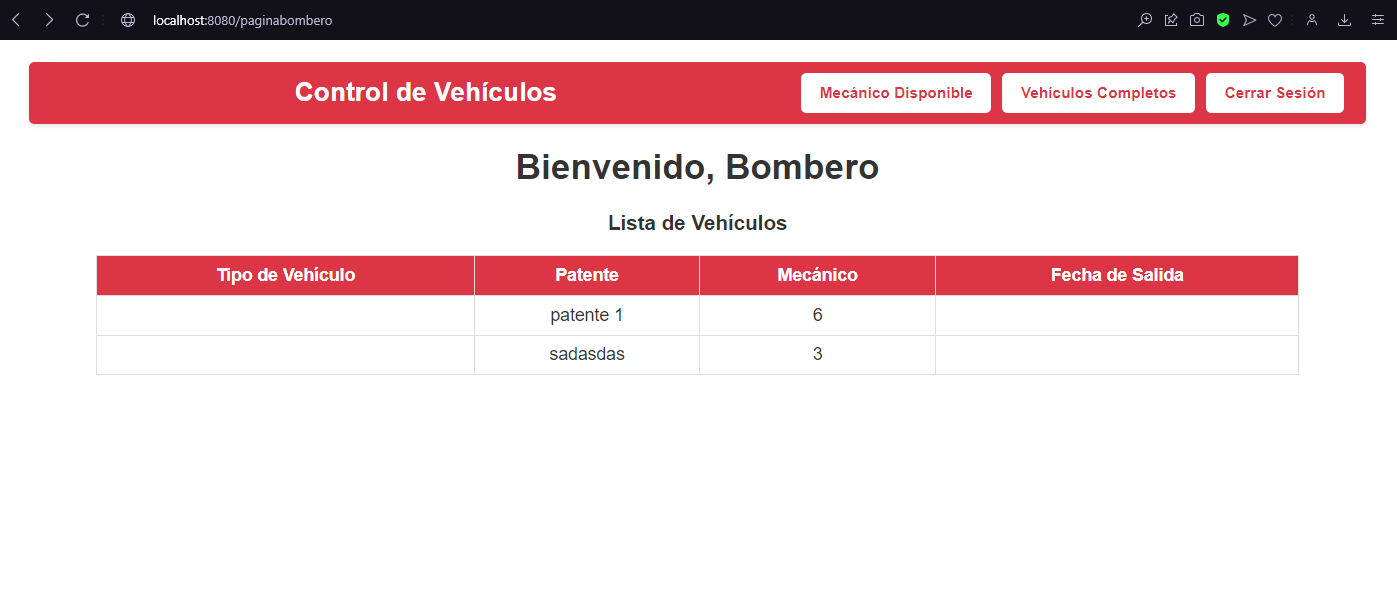 localhost:8080/paginabombero
Control de Vehículos
Mecánico Disponible
Vehículos Completos
Cerrar Sesión
Bienvenido, Bombero
Lista de Vehículos
Tipo de Vehículo Patente Mecánico Fecha de Salida
patente 1 6
sadasdas 3